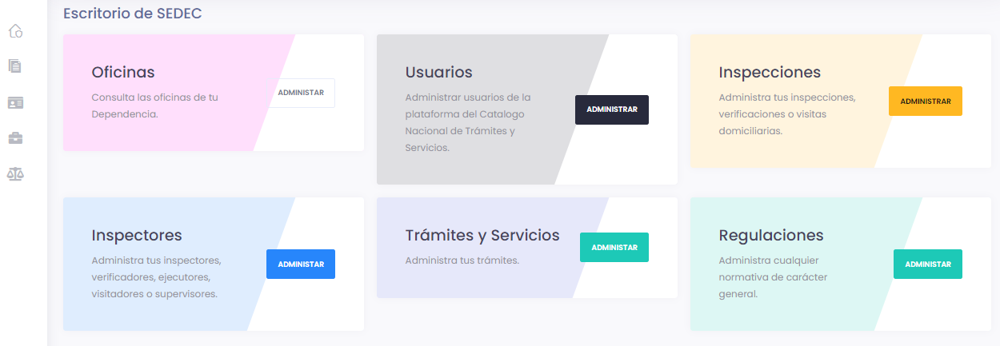 Escritorio de SEDEC
Oficinas
Consulta las oficinas de tu
Dependencia.
ADMINISTAR
Usuarios
Administrar usuarios de la
plataforma del Catalogo
Nacional de Trámites y
Servicios.
ADMINISTRAR
Inspecciones
Administra tus inspecciones,
verificaciones o visitas
domiciliarias.
ADMINISTRAR
Inspectores
Administra tus inspectores,
verificadores, ejecutores,
visitadores o supervisores.
ADMINISTAR
Trámites y Servicios
Administra tus trámites.
ADMINISTAR
Regulaciones
Administra cualquier
normativa de carácter
general.
ADMINISTAR